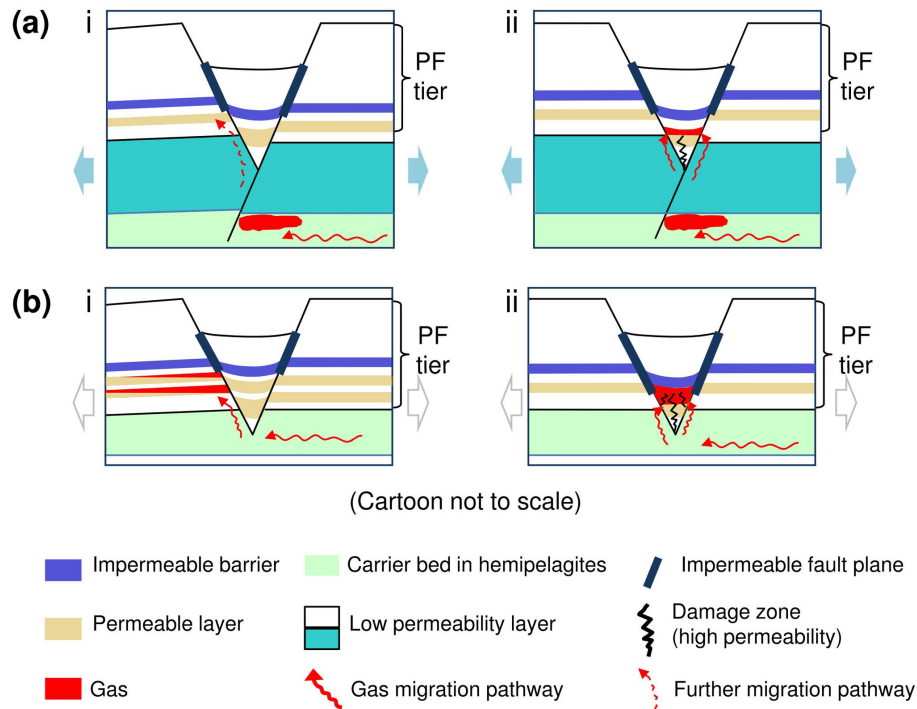 (a) i ii
PF
tier
PF
tier
(b) i ii
PF
tier
PF
tier
(Cartoon not to scale)
Impermeable barrier
Carrier bed in hemipelagites
Impermeable fault plane
Permeable layer
Low permeability layer
Damage zone
(high permeability)
Gas
Gas migration pathway
Further migration pathway